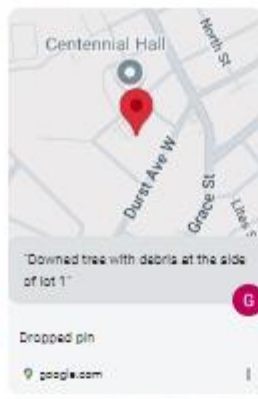 Centennial Hall
North St
Durst Ave W
Grace St
Lites S
"Downed tree with debris at the side
of lot 1"
G
Dropped pin
google.com